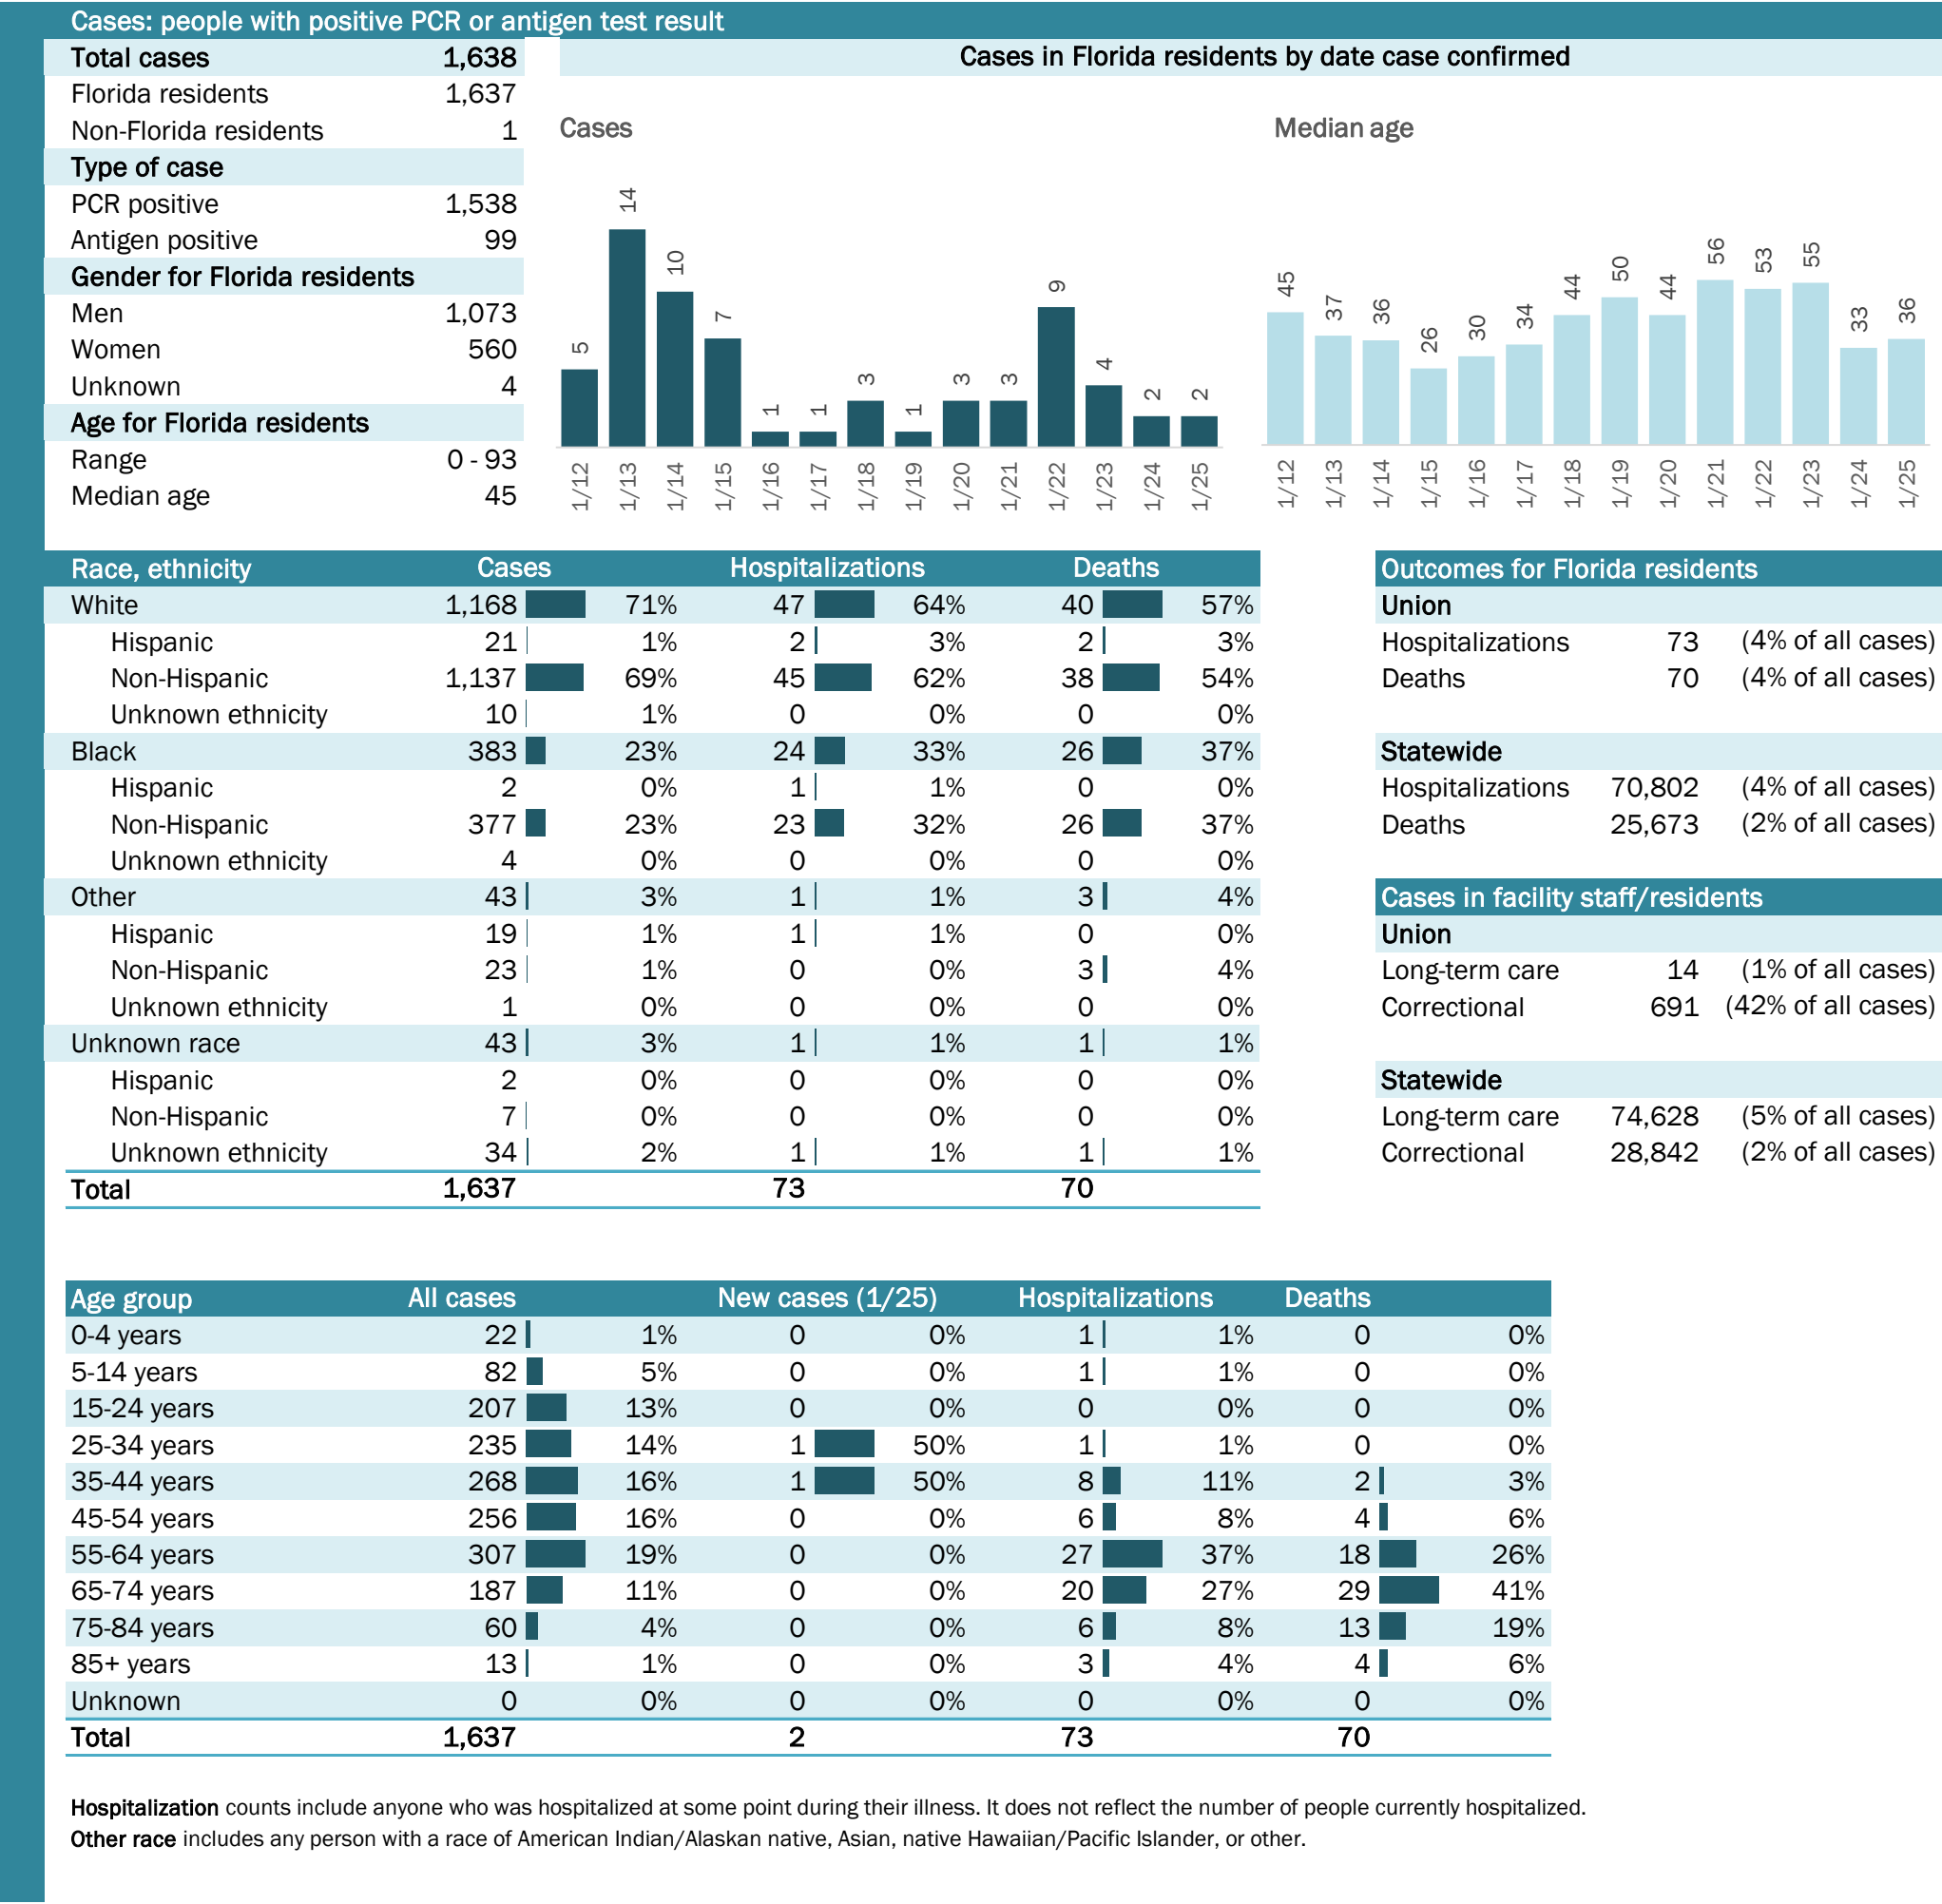 Cases: people with positive PCR or antigen test result
Total cases 1,638
Florida residents 1,637
Non-Florida residents 1
Type of case
PCR positive 1,538
Antigen positive 99
Gender for Florida residents
Men 1,073
Women 560
Unknown 4
Age for Florida residents
Range 0 - 93
Median age 45
Cases in Florida residents by date case confirmed
Cases
5 14 10 7 1 1 3 1 3 3 9 4 2 2
1/12 1/13 1/14 1/15 1/16 1/17 1/18 1/19 1/20 1/21 1/22 1/23 1/24 1/25
Median age
45 37 36 26 30 34 44 50 44 56 53 55 33 36
1/12 1/13 1/14 1/15 1/16 1/17 1/18 1/19 1/20 1/21 1/22 1/23 1/24 1/25
Race, ethnicity Cases Hospitalizations Deaths
White 1,168 71% 47 64% 40 57%
Hispanic 21 1% 2 3% 2 3%
Non-Hispanic 1,137 69% 45 62% 38 54%
Unknown ethnicity 10 1% 0 0% 0 0%
Black 383 23% 24 33% 26 37%
Hispanic 2 0% 1 1% 0 0%
Non-Hispanic 377 23% 23 32% 26 37%
Unknown ethnicity 4 0% 0 0% 0 0%
Other 43 3% 1 1% 3 4%
Hispanic 19 1% 1 1% 0 0%
Non-Hispanic 23 1% 0 0% 3 4%
Unknown ethnicity 1 0% 0 0% 0 0%
Unknown race 43 3% 1 1% 1 1%
Hispanic 2 0% 0 0% 0 0%
Non-Hispanic 7 0% 0 0% 0 0%
Unknown ethnicity 34 2% 1 1% 1 1%
Total 1,637 73 70
Outcomes for Florida residents
Union
Hospitalizations 73 (4% of all cases)
Deaths 70 (4% of all cases)
Statewide
Hospitalizations 70,802 (4% of all cases)
Deaths 25,673 (2% of all cases)
Cases in facility staff/residents
Union
Long-term care 14 (1% of all cases)
Correctional 691 (42% of all cases)
Statewide
Long-term care 74,628 (5% of all cases)
Correctional 28,842 (2% of all cases)
Age group All cases New cases (1/25) Hospitalizations Deaths
0-4 years 22 1% 0 0% 1 1% 0 0%
5-14 years 82 5% 0 0% 1 1% 0 0%
15-24 years 207 13% 0 0% 0 0% 0 0%
25-34 years 235 14% 1 50% 1 1% 0 0%
35-44 years 268 16% 1 50% 8 11% 2 3%
45-54 years 256 16% 0 0% 6 8% 4 6%
55-64 years 307 19% 0 0% 27 37% 18 26%
65-74 years 187 11% 0 0% 20 27% 29 41%
75-84 years 60 4% 0 0% 6 8% 13 19%
85+ years 13 1% 0 0% 3 4% 4 6%
Unknown 0 0% 0 0% 0 0% 0 0%
Total 1,637 2 73 70
Hospitalization counts include anyone who was hospitalized at some point during their illness. It does not reflect the number of people currently hospitalized.
Other race includes any person with a race of American Indian/Alaskan native, Asian, native Hawaiian/Pacific Islander, or other.